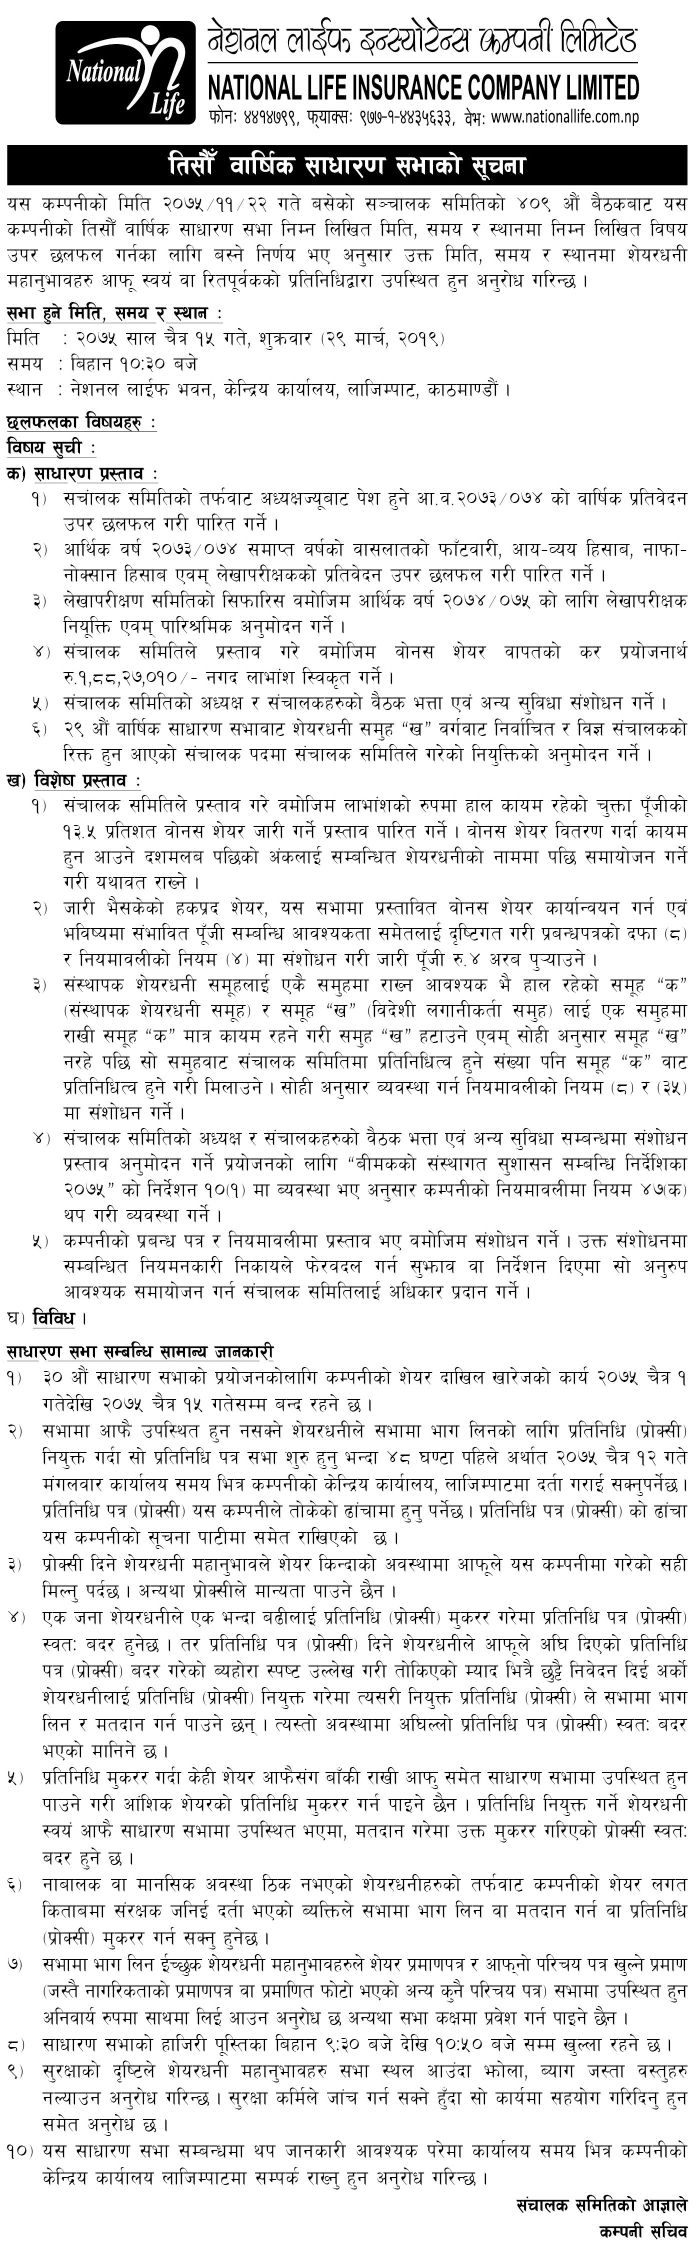 National
Life
नेशनल लाईफ इन्स्योरेन्स कम्पनी लिमिटेड
NATIONAL LIFE INSURANCE COMPANY LIMITED
फोनः ४४१४७९९, फ्याक्सः ९७७-१-४४३५६३३, वेभः www.nationallife.com.np
तिसौँ वार्षिक साधारण सभाको सूचना
यस कम्पनीको मिति २०७५/११/२२ गते बसेको सञ्चालक समितिको ४०९ औं बैठकबाट यस
कम्पनीको तिसौँ वार्षिक साधारण सभा निम्न लिखित मिति, समय र स्थानमा निम्न लिखित विषय
उपर छलफल गर्नका लागि बस्ने निर्णय भए अनुसार उक्त मिति, समय र स्थानमा शेयरधनी
महानुभावहरु आफू स्वयं वा रितपूर्वकको प्रतिनिधिद्वारा उपस्थित हुन अनुरोध गरिन्छ ।
सभा हुने मिति, समय र स्थान :
मिति : २०७५ साल चैत्र १५ गते, शुक्रवार (२९ मार्च, २०१९)
समय : बिहान १०:३० बजे
स्थान : नेशनल लाईफ भवन, केन्द्रिय कार्यालय, लाजिम्पाट, काठमाण्डौं ।
छलफलका विषयहरु :
विषय सुची :
क) साधारण प्रस्ताव :
१) सचांलक समितिको तर्फवाट अध्यक्षज्यूबाट पेश हुने आ.व.२०७३/०७४ को वार्षिक प्रतिवेदन
उपर छलफल गरी पारित गर्ने ।
२) आर्थिक वर्ष २०७३/०७४ समाप्त वर्षको वासलातको फाँटवारी, आय-व्यय हिसाब, नाफा-
नोक्सान हिसाब एवम् लेखापरीक्षकको प्रतिवेदन उपर छलफल गरी पारित गर्ने ।
३) लेखापरीक्षण समितिको सिफारिस वमोजिम आर्थिक वर्ष २०७४/०७५ को लागि लेखापरीक्षक
नियूक्ति एवम् पारिश्रमिक अनुमोदन गर्ने ।
४) संचालक समितिले प्रस्ताव गरे वमोजिम वोनस शेयर वापतको कर प्रयोजनार्थ
रु.१,८८,२७,०१०/- नगद लाभांश स्विकृत गर्ने ।
५) संचालक समितिको अध्यक्ष र संचालकहरुको वैठक भत्ता एवं अन्य सुविधा संशोधन गर्ने ।
६) २९ औं वार्षिक साधारण सभावाट शेयरधनी समुह “ख” वर्गवाट निर्वाचित र विज्ञ संचालकको
रिक्त हुन आएको संचालक पदमा संचालक समितिले गरेको नियुक्तिको अनुमोदन गर्ने ।
ख) विशेष प्रस्ताव :
१) संचालक समितिले प्रस्ताव गरे वमोजिम लाभांशको रुपमा हाल कायम रहेको चुक्ता पूँजीको
१३.५ प्रतिशत वोनस शेयर जारी गर्ने प्रस्ताव पारित गर्ने । वोनस शेयर वितरण गर्दा कायम
हुन आउने दशमलब पछिको अंकलाई सम्बन्धित शेयरधनीको नाममा पछि समायोजन गर्ने
गरी यथावत राख्ने ।
२) जारी भैसकेको हकप्रद शेयर, यस सभामा प्रस्तावित वोनस शेयर कार्यान्वयन गर्न एवं
भविष्यमा संभावित पूँजी सम्बन्धि आवश्यकता समेतलाई दृष्टिगत गरी प्रबन्धपत्रको दफा (८)
र नियमावलीको नियम (४) मा संशोधन गरी जारी पूँजी रु.४ अरब पुऱ्याउने ।
३) संस्थापक शेयरधनी समूहलाई एकै समुहमा राख्न आवश्यक भै हाल रहेको समूह “क”
(संस्थापक शेयरधनी समूह) र समूह “ख” (विदेशी लगानीकर्ता समुह) लाई एक समुहमा
राखी समूह “क” मात्र कायम रहने गरी समुह “ख” हटाउने एवम् सोही अनुसार समूह “ख”
नरहे पछि सो समुहवाट संचालक समितिमा प्रतिनिधित्व हुने संख्या पनि समूह “क” वाट
प्रतिनिधित्व हुने गरी मिलाउने । सोही अनुसार ब्यवस्था गर्न नियमावलीको नियम (८) र (३५)
मा संशोधन गर्ने ।
४) संचालक समितिको अध्यक्ष र संचालकहरुको वैठक भत्ता एवं अन्य सुविधा सम्बन्धमा संशोधन
प्रस्ताव अनुमोदन गर्ने प्रयोजनको लागि “बीमकको संस्थागत सुशासन सम्बन्धि निर्देशिका
२०७५” को निर्देशन १०(१) मा ब्यवस्था भए अनुसार कम्पनीको नियमावलीमा नियम ४७(क)
थप गरी ब्यवस्था गर्ने ।
५) कम्पनीको प्रबन्ध पत्र र नियमावलीमा प्रस्ताव भए वमोजिम संशोधन गर्ने । उक्त संशोधनमा
सम्बन्धित नियमनकारी निकायले फेरवदल गर्न सुझाव वा निर्देशन दिएमा सो अनुरुप
आवश्यक समायोजन गर्न संचालक समितिलाई अधिकार प्रदान गर्ने ।
घ) विविध ।
साधारण सभा सम्बन्धि सामान्य जानकारी
१) ३० औं साधारण सभाको प्रयोजनकोलागि कम्पनीको शेयर दाखिल खारेजको कार्य २०७५ चैत्र १
गतेदेखि २०७५ चैत्र १५ गतेसम्म बन्द रहने छ ।
२) सभामा आफै उपस्थित हुन नसक्ने शेयरधनीले सभामा भाग लिनको लागि प्रतिनिधि (प्रोक्सी)
नियुक्त गर्दा सो प्रतिनिधि पत्र सभा शुरु हुनु भन्दा ४८ घण्टा पहिले अर्थात २०७५ चैत्र १२ गते
मंगलवार कार्यालय समय भित्र कम्पनीको केन्द्रिय कार्यालय, लाजिम्पाटमा दर्ता गराई सक्नुपर्नेछ ।
प्रतिनिधि पत्र (प्रोक्सी) यस कम्पनीले तोकेको ढांचामा हुनु पर्नेछ । प्रतिनिधि पत्र (प्रोक्सी) को ढांचा
यस कम्पनीको सूचना पाटीमा समेत राखिएको छ ।
३) प्रोक्सी दिने शेयरधनी महानुभावले शेयर किन्दाको अवस्थामा आफूले यस कम्पनीमा गरेको सही
मिल्नु पर्दछ । अन्यथा प्रोक्सीले मान्यता पाउने छैन ।
४) एक जना शेयरधनीले एक भन्दा बढीलाई प्रतिनिधि (प्रोक्सी) मुकरर गरेमा प्रतिनिधि पत्र (प्रोक्सी)
स्वत: बदर हुनेछ । तर प्रतिनिधि पत्र (प्रोक्सी) दिने शेयरधनीले आफूले अघि दिएको प्रतिनिधि
पत्र (प्रोक्सी) बदर गरेको ब्यहोरा स्पष्ट उल्लेख गरी तोकिएको म्याद भित्रै छुट्टै निवेदन दिई अर्को
शेयरधनीलाई प्रतिनिधि (प्रोक्सी) नियुक्त गरेमा त्यसरी नियुक्त प्रतिनिधि (प्रोक्सी) ले सभामा भाग
लिन र मतदान गर्न पाउने छन् । त्यस्तो अवस्थामा अघिल्लो प्रतिनिधि पत्र (प्रोक्सी) स्वत: बदर
भएको मानिने छ ।
५) प्रतिनिधि मुकरर गर्दा केही शेयर आफैसंग बाँकी राखी आफु समेत साधारण सभामा उपस्थित हुन
पाउने गरी आंशिक शेयरको प्रतिनिधि मुकरर गर्न पाइने छैन । प्रतिनिधि नियुक्त गर्ने शेयरधनी
स्वयं आफै साधारण सभामा उपस्थित भएमा, मतदान गरेमा उक्त मुकरर गरिएको प्रोक्सी स्वत:
बदर हुने छ ।
६) नाबालक वा मानसिक अवस्था ठिक नभएको शेयरधनीहरुको तर्फवाट कम्पनीको शेयर लगत
किताबमा संरक्षक जनिई दर्ता भएको ब्यक्तिले सभामा भाग लिन वा मतदान गर्न वा प्रतिनिधि
(प्रोक्सी) मुकरर गर्न सक्नु हुनेछ ।
७) सभामा भाग लिन ईच्छुक शेयरधनी महानुभावहरुले शेयर प्रमाणपत्र र आफ्नो परिचय पत्र खुल्ने प्रमाण
(जस्तै नागरिकताको प्रमाणपत्र वा प्रमाणित फोटो भएको अन्य कुनै परिचय पत्र) सभामा उपस्थित हुन
अनिवार्य रुपमा साथमा लिई आउन अनुरोध छ अन्यथा सभा कक्षमा प्रवेश गर्न पाइने छैन ।
८) साधारण सभाको हाजिरी पूस्तिका बिहान ९:३० बजे देखि १०:५० बजे सम्म खुल्ला रहने छ ।
९) सुरक्षाको दृष्टिले शेयरधनी महानुभावहरु सभा स्थल आउंदा झोला, ब्याग जस्ता वस्तुहरु
नल्याउन अनुरोध गरिन्छ । सुरक्षा कर्मिले जांच गर्न सक्ने हुँदा सो कार्यमा सहयोग गरिदिनु हुन
समेत अनुरोध छ ।
१०) यस साधारण सभा सम्बन्धमा थप जानकारी आवश्यक परेमा कार्यालय समय भित्र कम्पनीको
केन्द्रिय कार्यालय लाजिम्पाटमा सम्पर्क राख्नु हुन अनुरोध गरिन्छ ।
संचालक समितिको आज्ञाले
कम्पनी सचिव